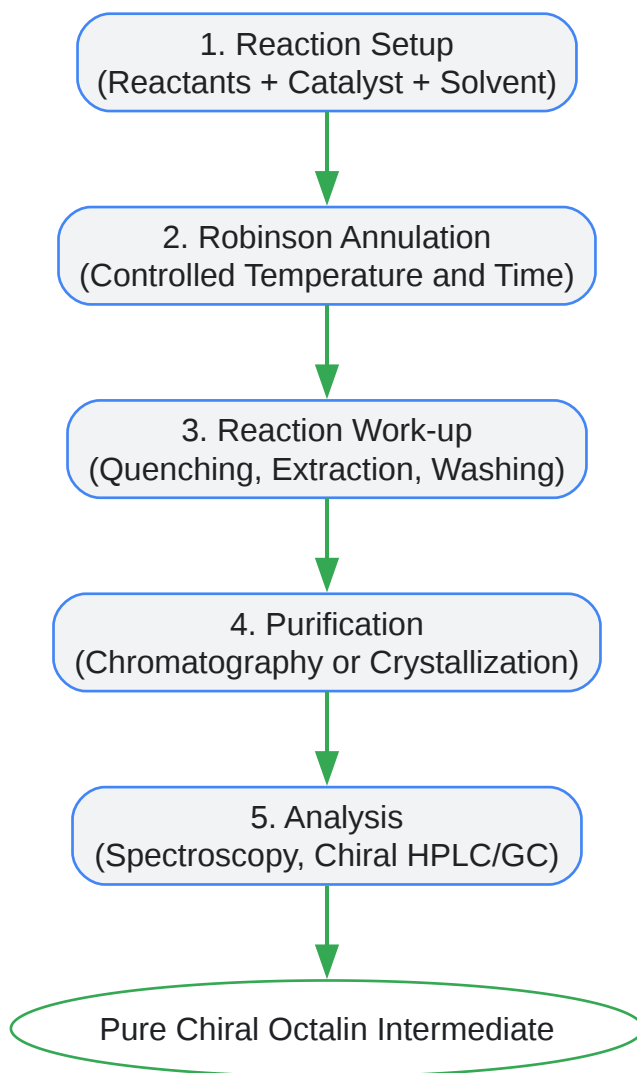 1. Reaction Setup
(Reactants + Catalyst + Solvent)
2. Robinson Annulation
(Controlled Temperature and Time)
3. Reaction Work-up
(Quenching, Extraction, Washing)
4. Purification
(Chromatography or Crystallization)
5. Analysis
(Spectroscopy, Chiral HPLC/GC)
Pure Chiral Octalin Intermediate